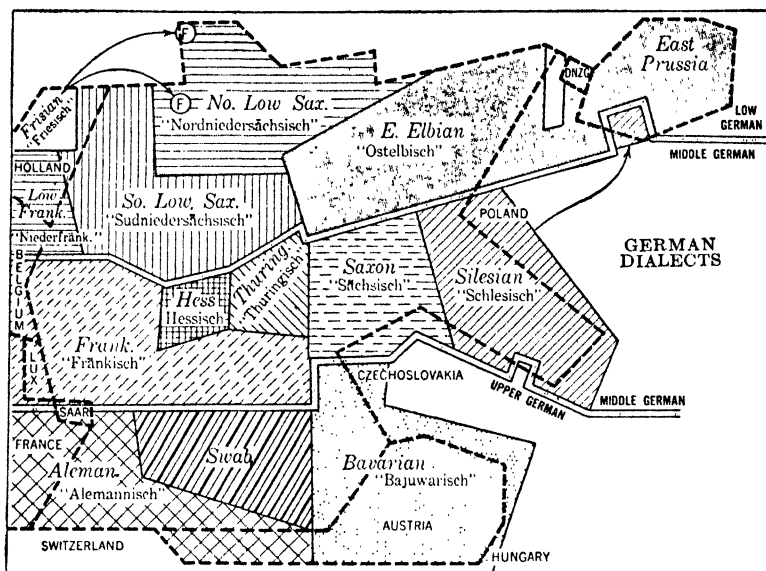 East
Prussia
DNZG
F
F
No. Low Sax.
"Nordniedersächsisch"
Frisian
"Friesisch"
E. Elbian
"Ostelbisch"
LOW
GERMAN
MIDDLE GERMAN
HOLLAND
Low
Frank.
"Niederfränk."
So. Low Sax.
"Sudniedersächsisch"
POLAND
GERMAN
DIALECTS
Thuring.
"Thuringisch"
Saxon
"Sächsisch"
Silesian
"Schlesisch"
BELGIUM
Hess
Hessisch
Frank.
"Fränkisch"
LUX.
CZECHOSLOVAKIA
UPPER GERMAN
MIDDLE GERMAN
SAAR
FRANCE
Aleman.
"Alemannisch"
Swab.
Bavarian
"Bajuwarisch"
AUSTRIA
SWITZERLAND
HUNGARY